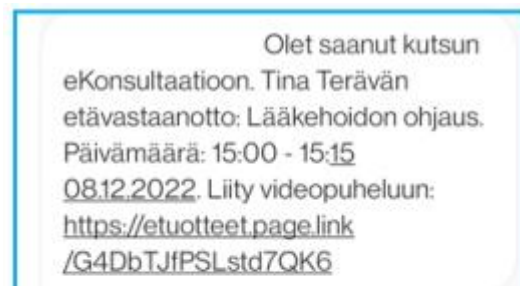 Olet saanut kutsun
eKonsultaatioon. Tina Terävän
etävastaanotto: Lääkehoidon ohjaus.
Päivämäärä: 15:00 - 15:15
08.12.2022. Liity videopuheluun:
https://etuotteet.page.link
/G4DbTJfPSLstd7QK6